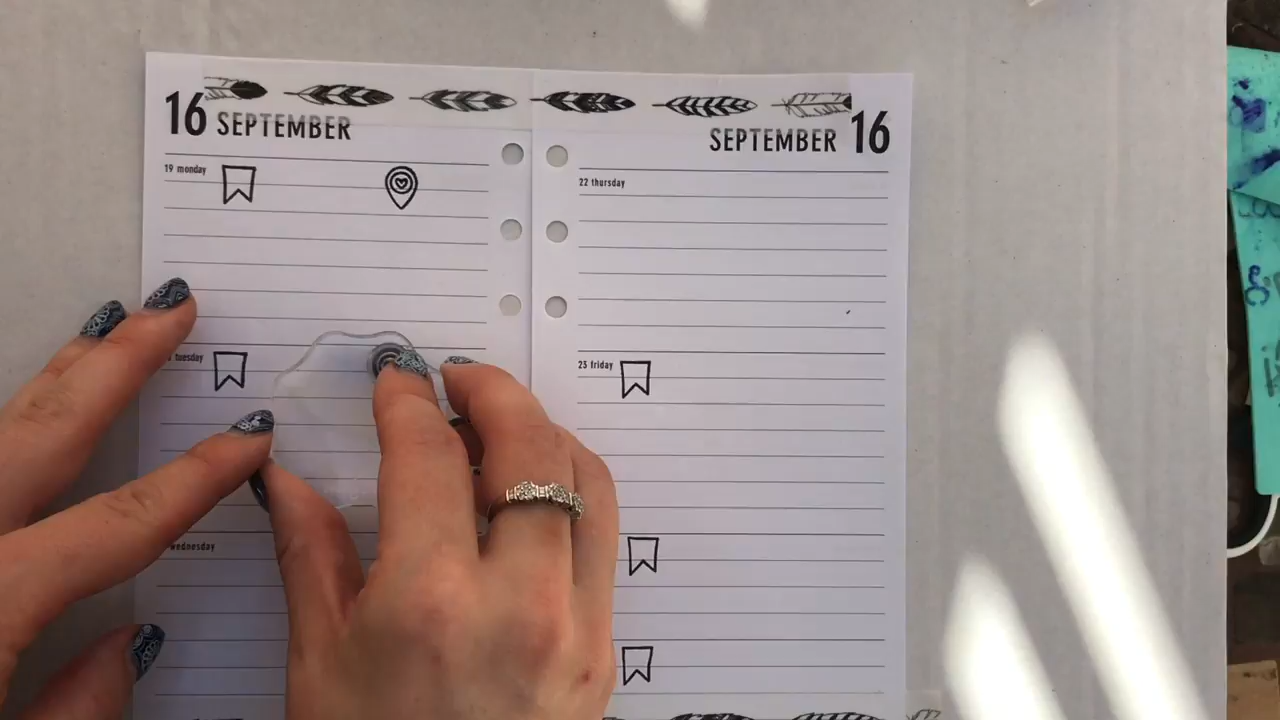 16 SEPTEMBER
19 monday
tuesday
wednesday
SEPTEMBER 16
22 thursday
23 friday